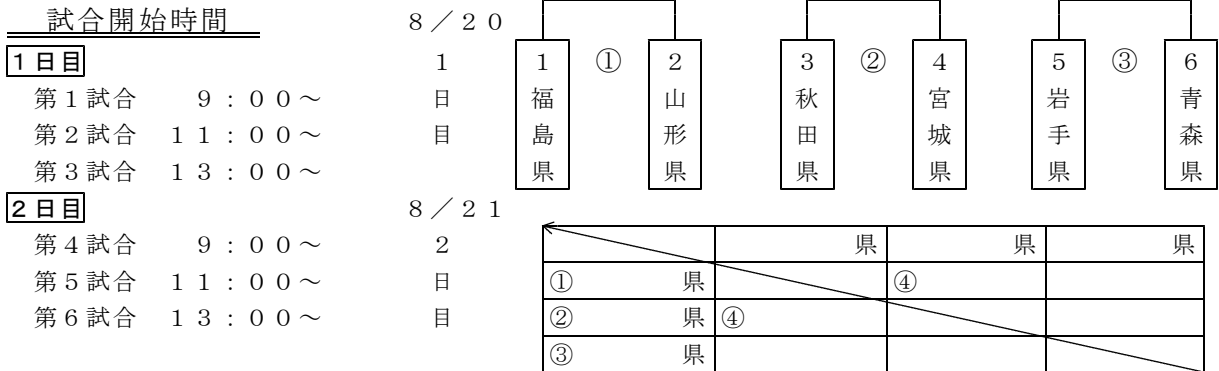 試合開始時間
1日目
第１試合　９：００～
第２試合　１１：００～
第３試合　１３：００～
2日目
第４試合　９：００～
第５試合　１１：００～
第６試合　１３：００～
８／２０
１日目
８／２１
２日目
１福島県　①　２山形県　３秋田県　②　４宮城県　５岩手県　③　６青森県
県　県　県
①　県　④
②　県　④
③　県